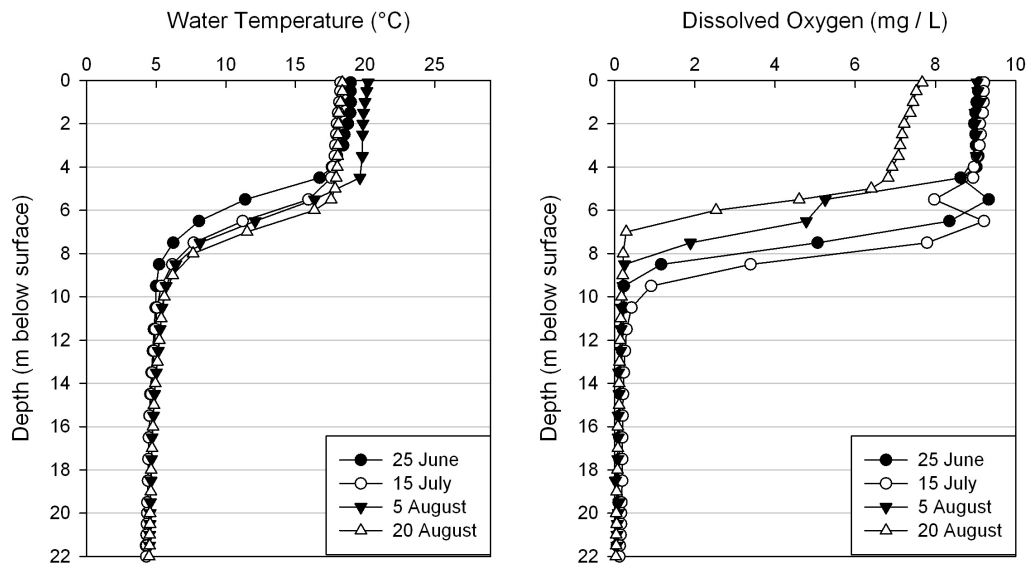 Water Temperature (°C)
0 5 10 15 20 25
0
2
4
6
8
10
12
14
16
18
20
22
Depth (m below surface)
25 June
15 July
5 August
20 August
Dissolved Oxygen (mg / L)
0 2 4 6 8 10
0
2
4
6
8
10
12
14
16
18
20
22
Depth (m below surface)
25 June
15 July
5 August
20 August